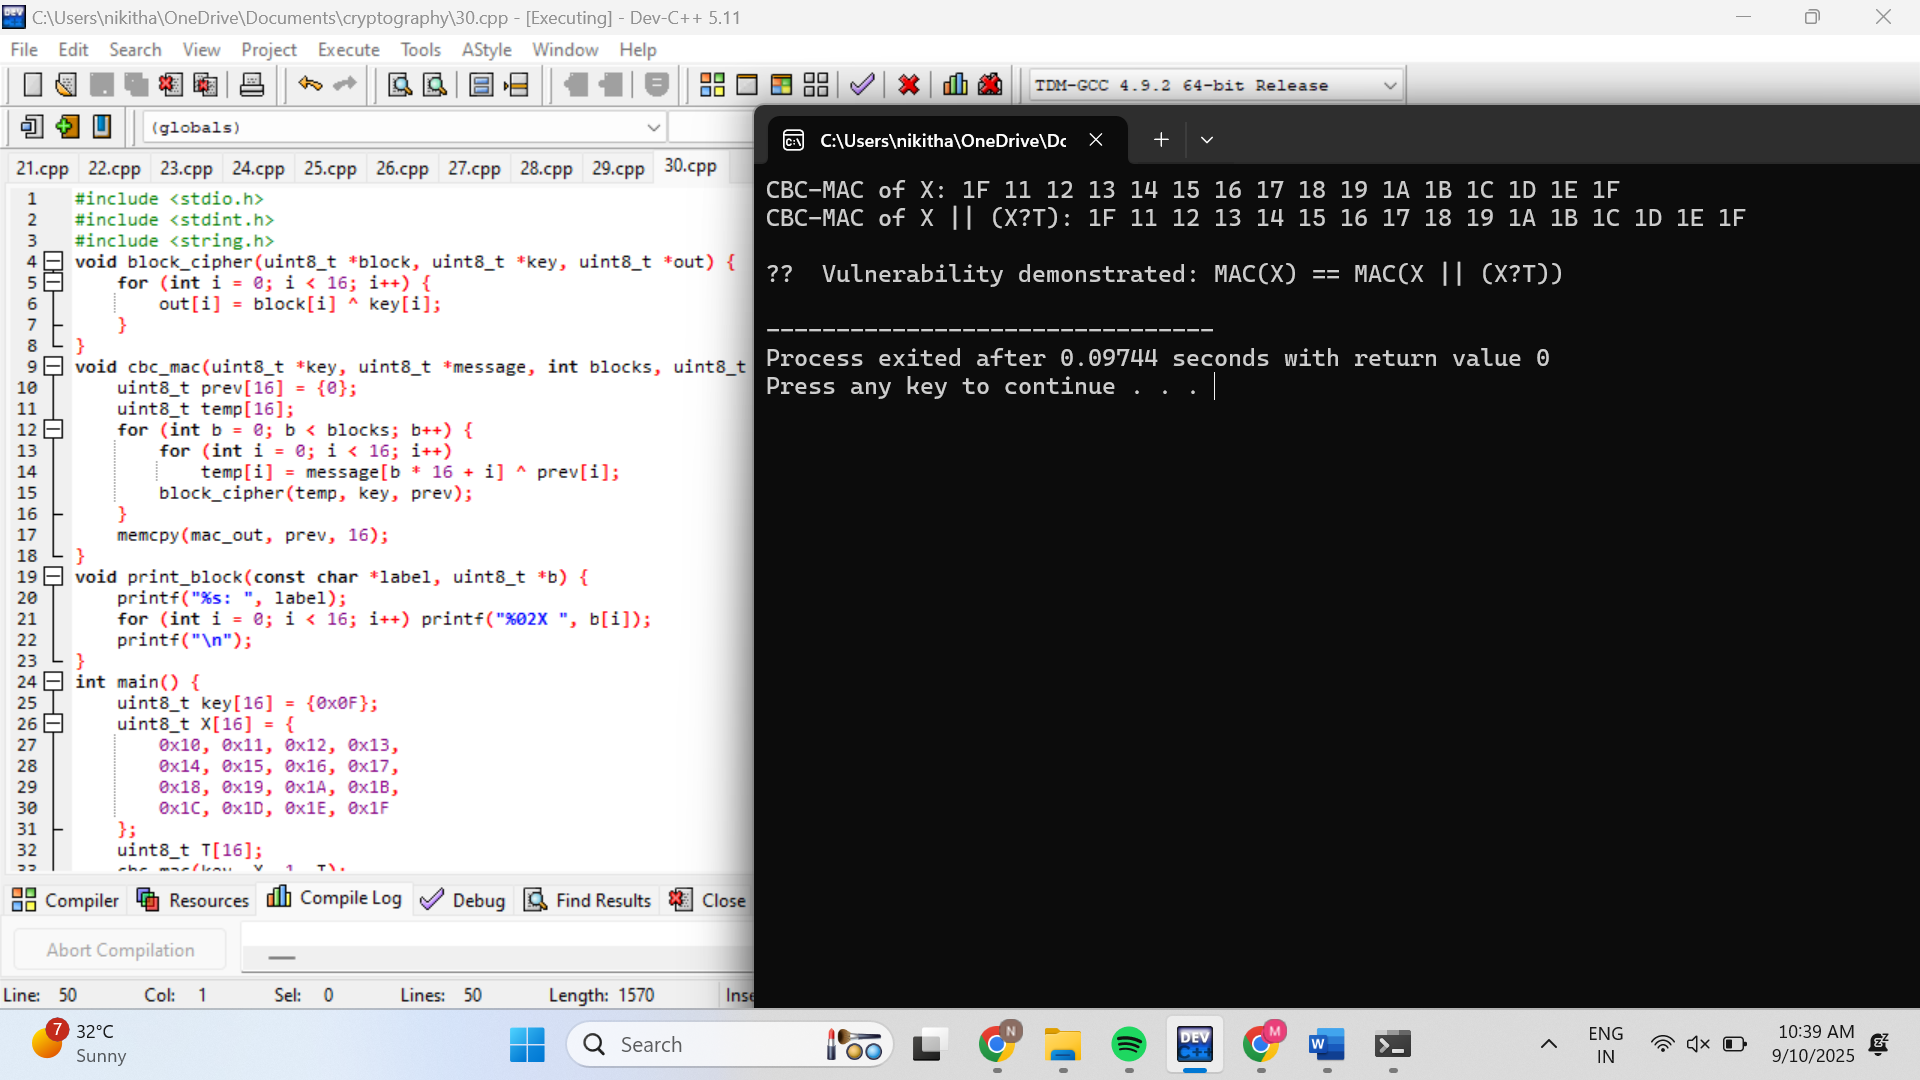 C:\Users\nikitha\OneDrive\Documents\cryptography\30.cpp - [Executing] - Dev-C++ 5.11
File Edit Search View Project Execute Tools AStyle Window Help
TDM-GCC 4.9.2 64-bit Release
(globals)
21.cpp 22.cpp 23.cpp 24.cpp 25.cpp 26.cpp 27.cpp 28.cpp 29.cpp 30.cpp
1 #include <stdio.h>
2 #include <stdint.h>
3 #include <string.h>
4 void block_cipher(uint8_t *block, uint8_t *key, uint8_t *out) {
5 for (int i = 0; i < 16; i++) {
6 out[i] = block[i] ^ key[i];
7 }
8 }
9 void cbc_mac(uint8_t *key, uint8_t *message, int blocks, uint8_t
10 uint8_t prev[16] = {0};
11 uint8_t temp[16];
12 for (int b = 0; b < blocks; b++) {
13 for (int i = 0; i < 16; i++)
14 temp[i] = message[b * 16 + i] ^ prev[i];
15 block_cipher(temp, key, prev);
16 }
17 memcpy(mac_out, prev, 16);
18 }
19 void print_block(const char *label, uint8_t *b) {
20 printf("%s: ", label);
21 for (int i = 0; i < 16; i++) printf("%02X ", b[i]);
22 printf("\n");
23 }
24 int main() {
25 uint8_t key[16] = {0x0F};
26 uint8_t X[16] = {
27 0x10, 0x11, 0x12, 0x13,
28 0x14, 0x15, 0x16, 0x17,
29 0x18, 0x19, 0x1A, 0x1B,
30 0x1C, 0x1D, 0x1E, 0x1F
31 };
32 uint8_t T[16];
33 cbc_mac(key, X, 1, T);
C:\Users\nikitha\OneDrive\Dc
CBC-MAC of X: 1F 11 12 13 14 15 16 17 18 19 1A 1B 1C 1D 1E 1F
CBC-MAC of X || (X?T): 1F 11 12 13 14 15 16 17 18 19 1A 1B 1C 1D 1E 1F
?? Vulnerability demonstrated: MAC(X) == MAC(X || (X?T))
--------------------------------
Process exited after 0.09744 seconds with return value 0
Press any key to continue . . .
Compiler Resources Compile Log Debug Find Results Close
Abort Compilation
Line: 50 Col: 1 Sel: 0 Lines: 50 Length: 1570 Inse
7
32°C
Sunny
Search
N
DEV C++
M
W
ENG
IN
10:39 AM
9/10/2025